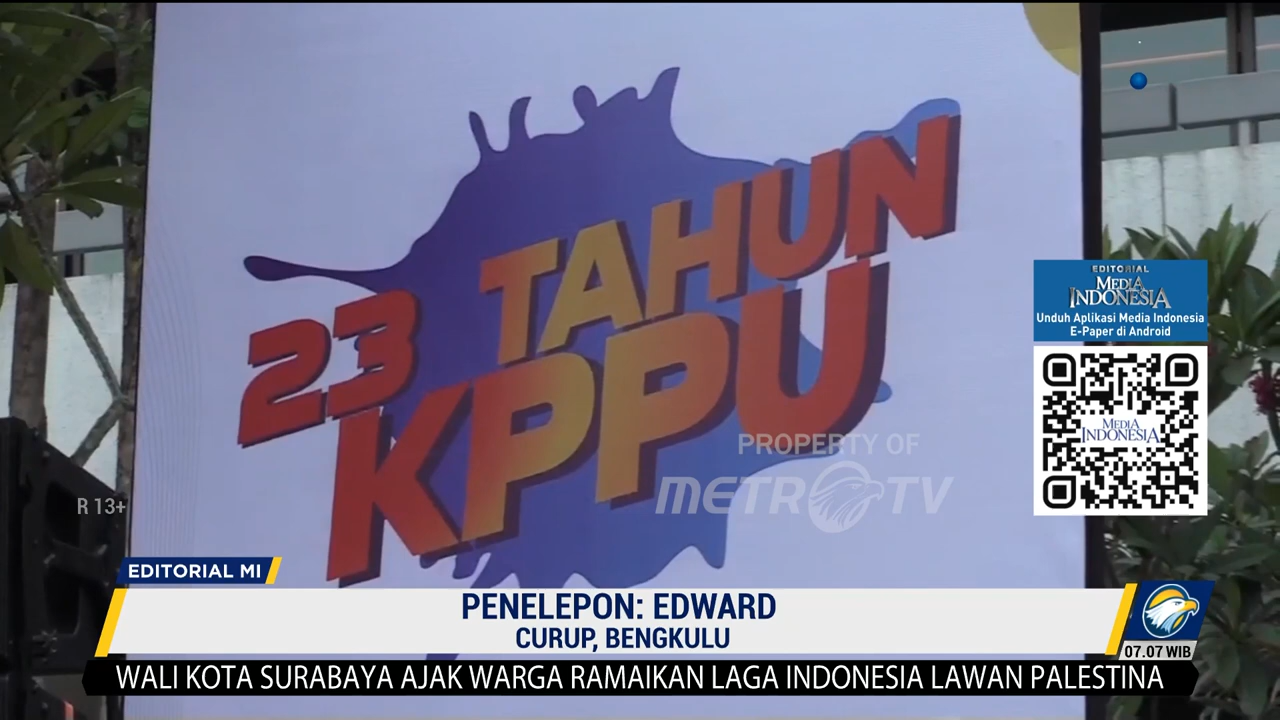 23 TAHUN
KPPU
EDITORIAL
MEDIA
INDONESIA
Unduh Aplikasi Media Indonesia
E-Paper di Android
MEDIA
INDONESIA
PROPERTY OF
METRO TV
R 13+
EDITORIAL MI
PENELEPON: EDWARD
CURUP, BENGKULU
07.07 WIB
WALI KOTA SURABAYA AJAK WARGA RAMAIKAN LAGA INDONESIA LAWAN PALESTINA